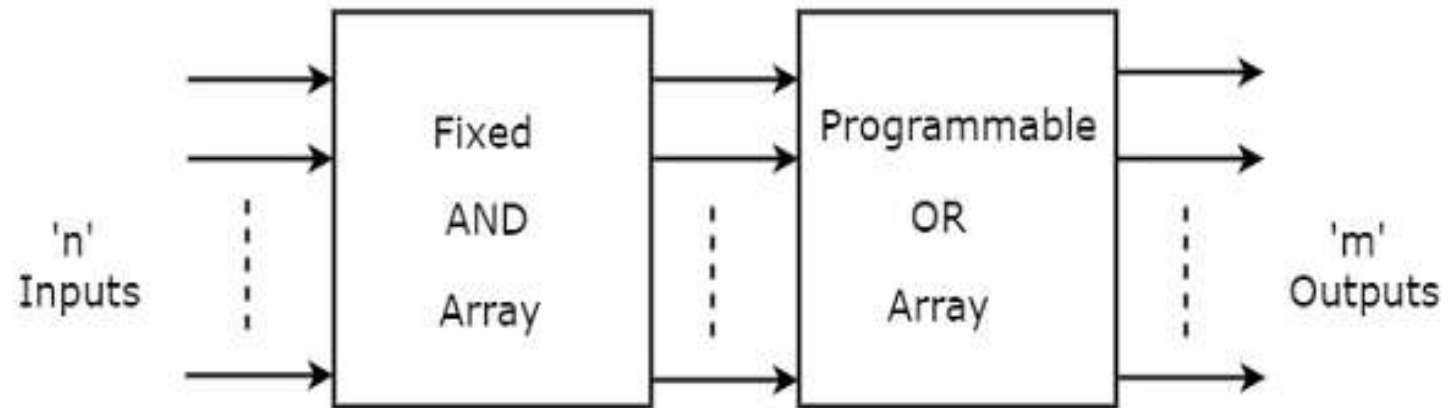 'n'
Inputs
Fixed
AND
Array
Programmable
OR
Array
'm'
Outputs